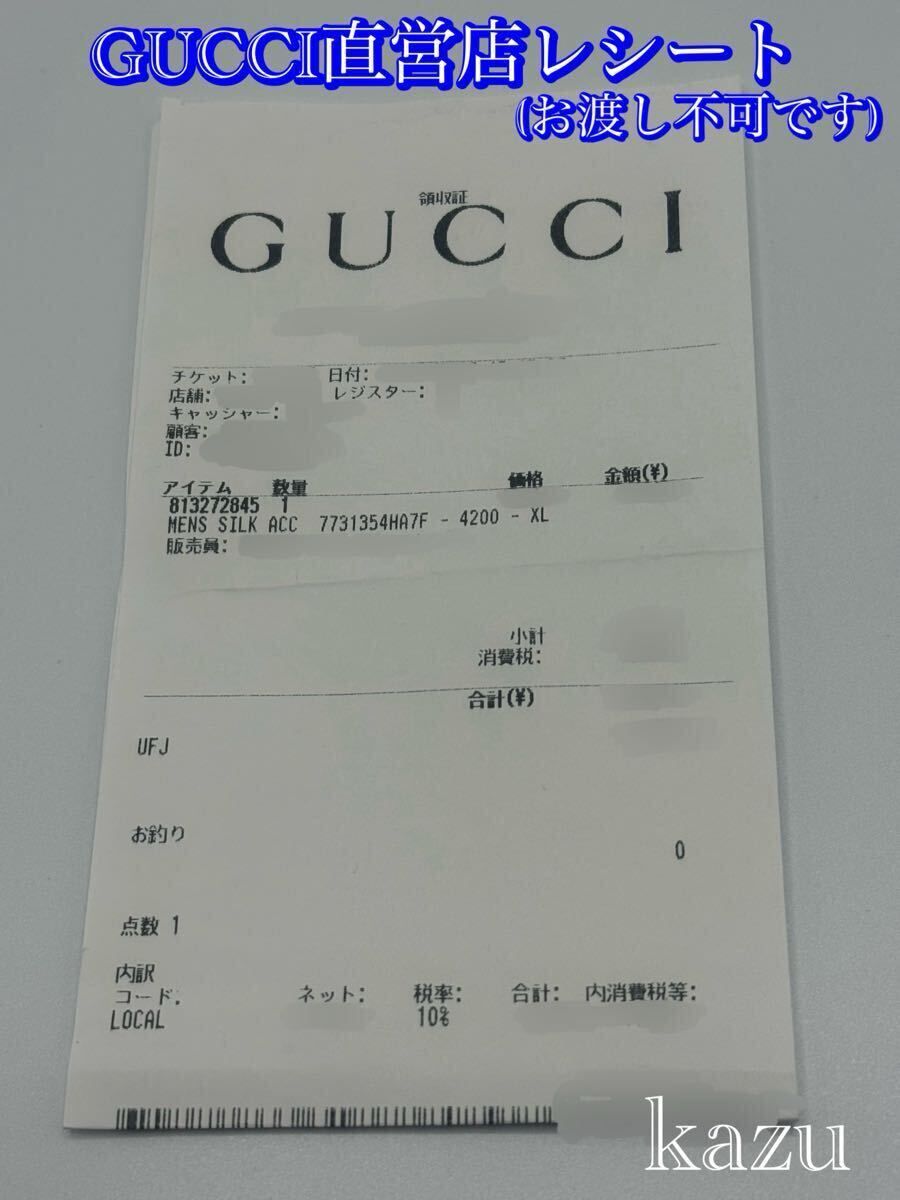 GUCCI直営店レシート
(お渡し不可です)
領収証
GUCCI
チケット: 日付:
店舗: レジスター:
キャッシャー:
顧客:
ID:
アイテム 数量 価格 金額(¥)
813272845 1
MENS SILK ACC 7731354HA7F - 4200 - XL
販売員:
小計
消費税:
合計(¥)
UFJ
お釣り
0
点数 1
内訳
コード: ネット: 税率: 合計: 内消費税等:
LOCAL 10%
kazu